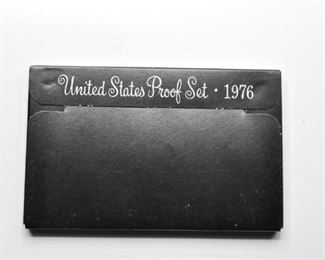 United States Proof Set · 1976